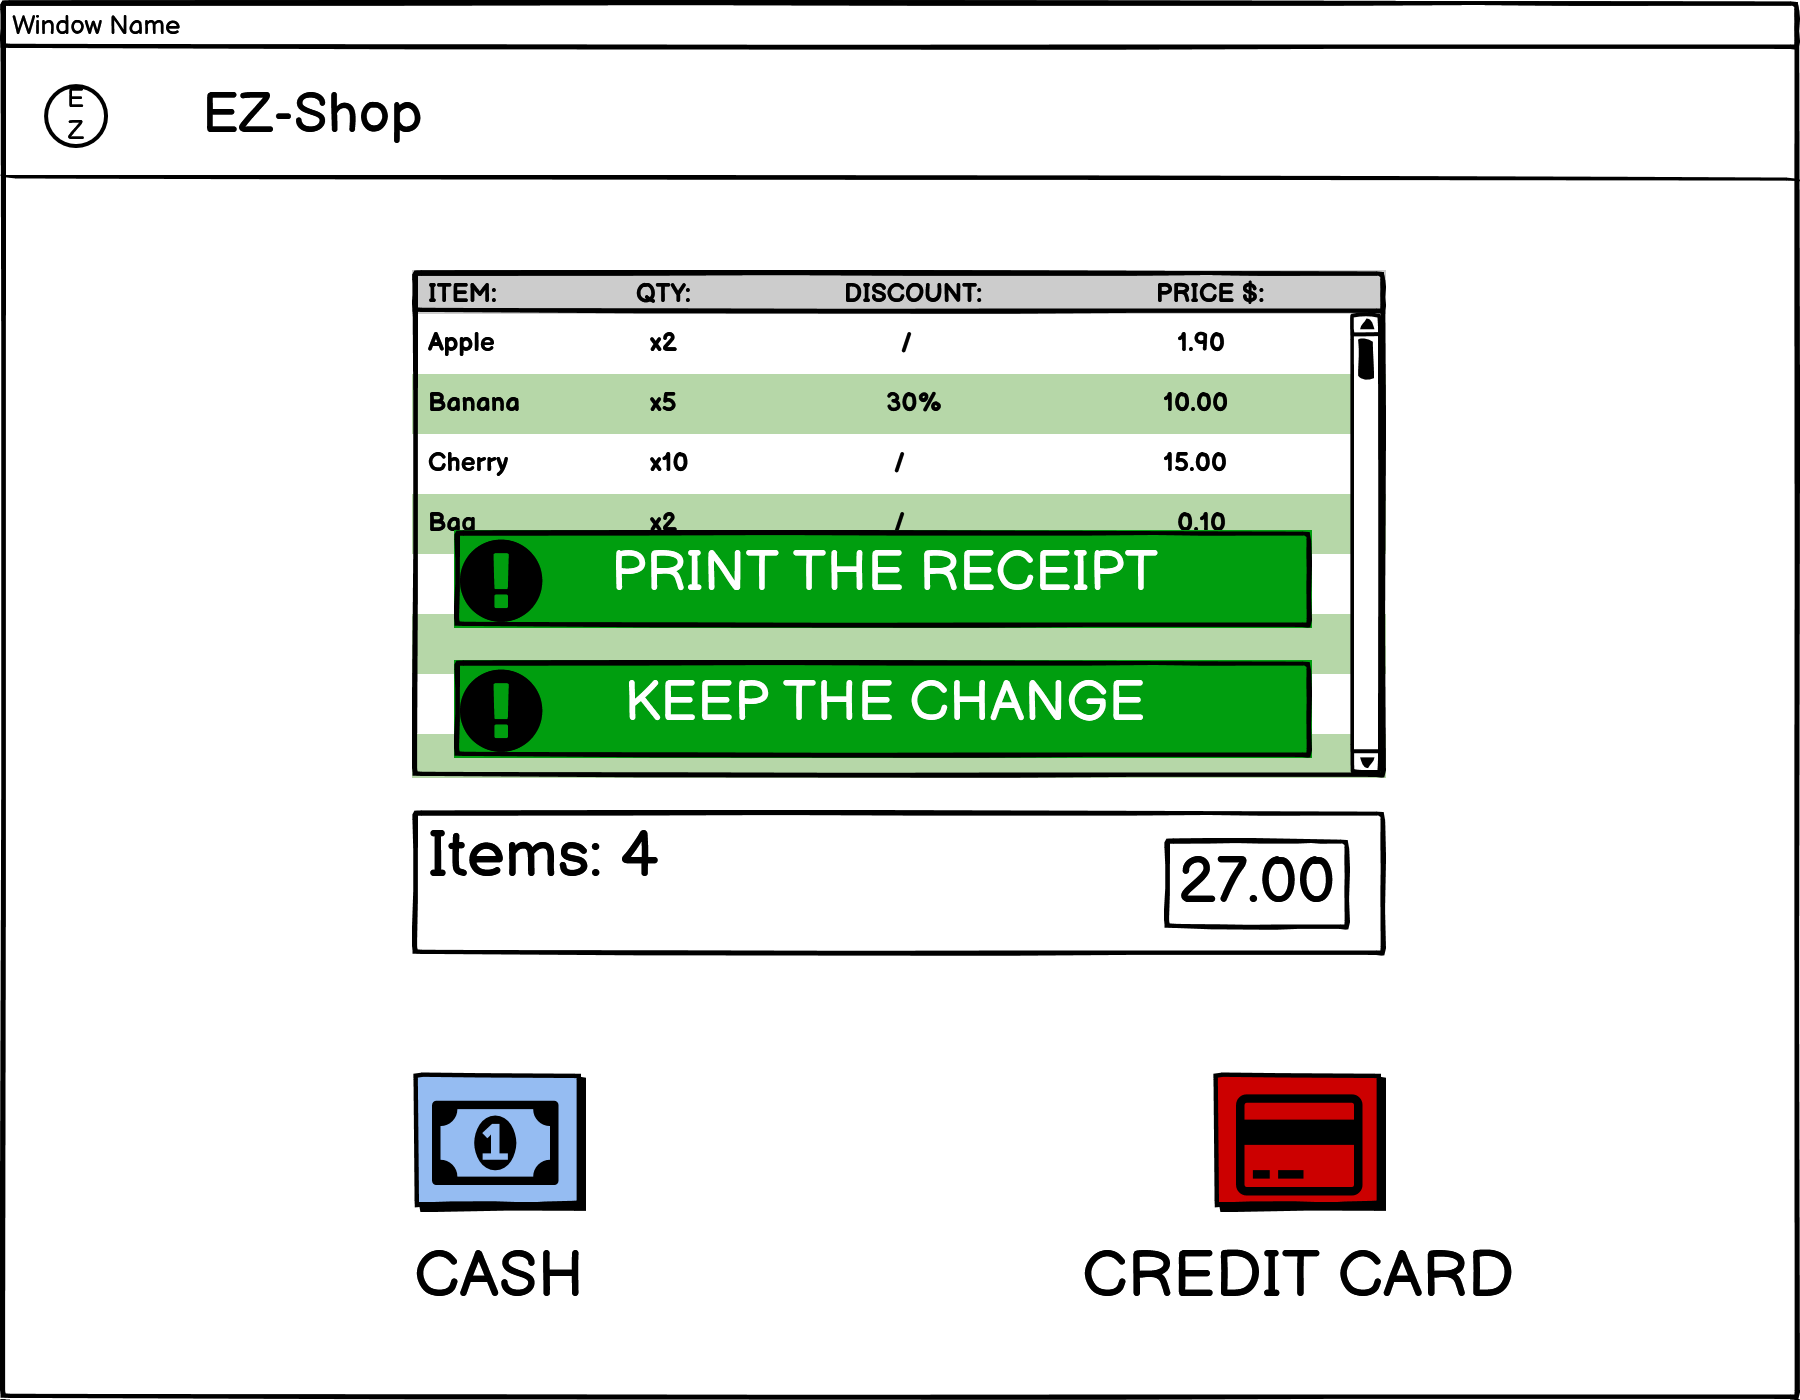 Window Name
E
Z
EZ-Shop
ITEM: QTY: DISCOUNT: PRICE $:
Apple x2 / 1.90
Banana x5 30% 10.00
Cherry x10 / 15.00
Bag x2 / 0.10
PRINT THE RECEIPT
KEEP THE CHANGE
Items: 4
27.00
1
CASH
CREDIT CARD